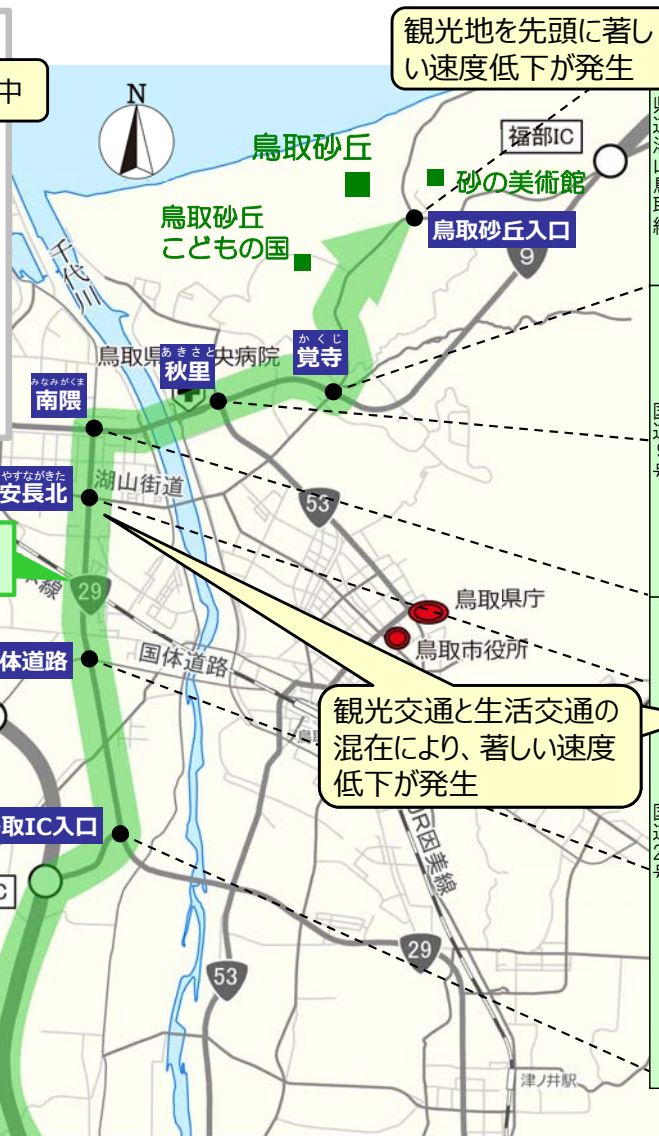 観光地を先頭に著し
い速度低下が発生
中
N
鳥取砂丘
福部IC
砂の美術館
鳥取砂丘
こどもの国
鳥取砂丘入口
9
千代川
鳥取県
央病院
あきさと
秋里
かくじ
覚寺
みなみがくま
南隈
やすながきた
安長北
湖山街道
53
線
29
鳥取県庁
鳥取市役所
体道路
国体道路
観光交通と生活交通の
混在により、著しい速度
低下が発生
取IC入口
JR因美線
C
29
53
津ノ井駅